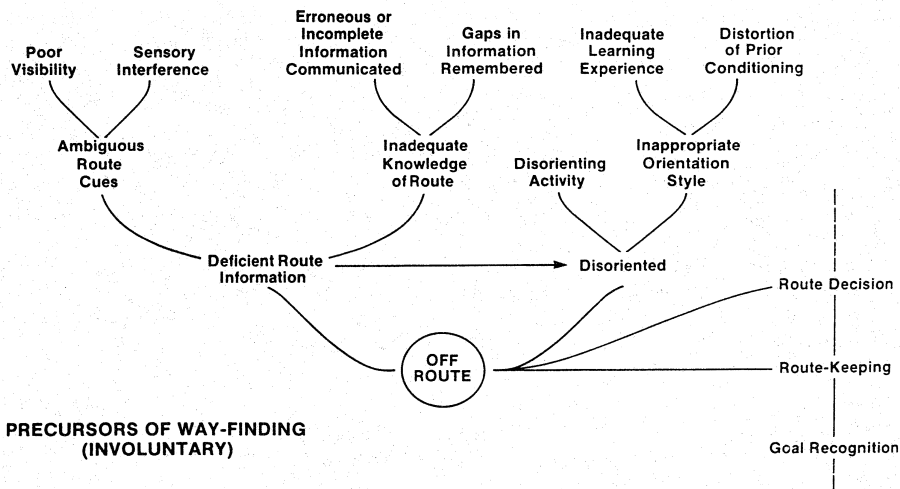 Poor
Visibility
Sensory
Interference
Erroneous or
Incomplete
Information
Communicated
Gaps in
Information
Remembered
Inadequate
Learning
Experience
Distortion
of Prior
Conditioning
Ambiguous
Route
Cues
Inadequate
Knowledge
of Route
Disorienting
Activity
Inappropriate
Orientation
Style
Deficient Route
Information
Disoriented
Route Decision
OFF
ROUTE
Route-Keeping
PRECURSORS OF WAY-FINDING
(INVOLUNTARY)
Goal Recognition